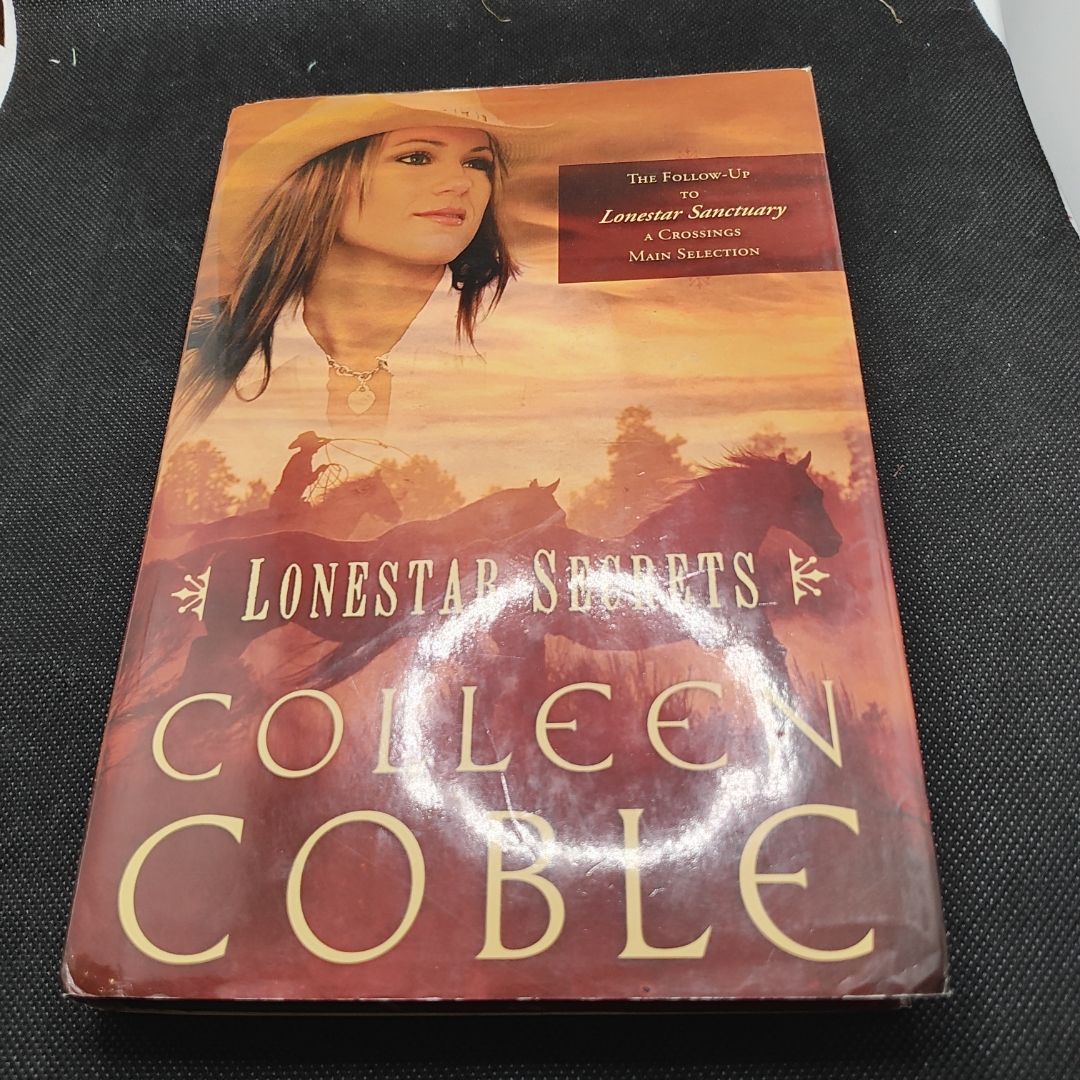 The Follow-Up
to
Lonestar Sanctuary
a Crossings
Main Selection
Lonestar Secrets
Colleen
Coble